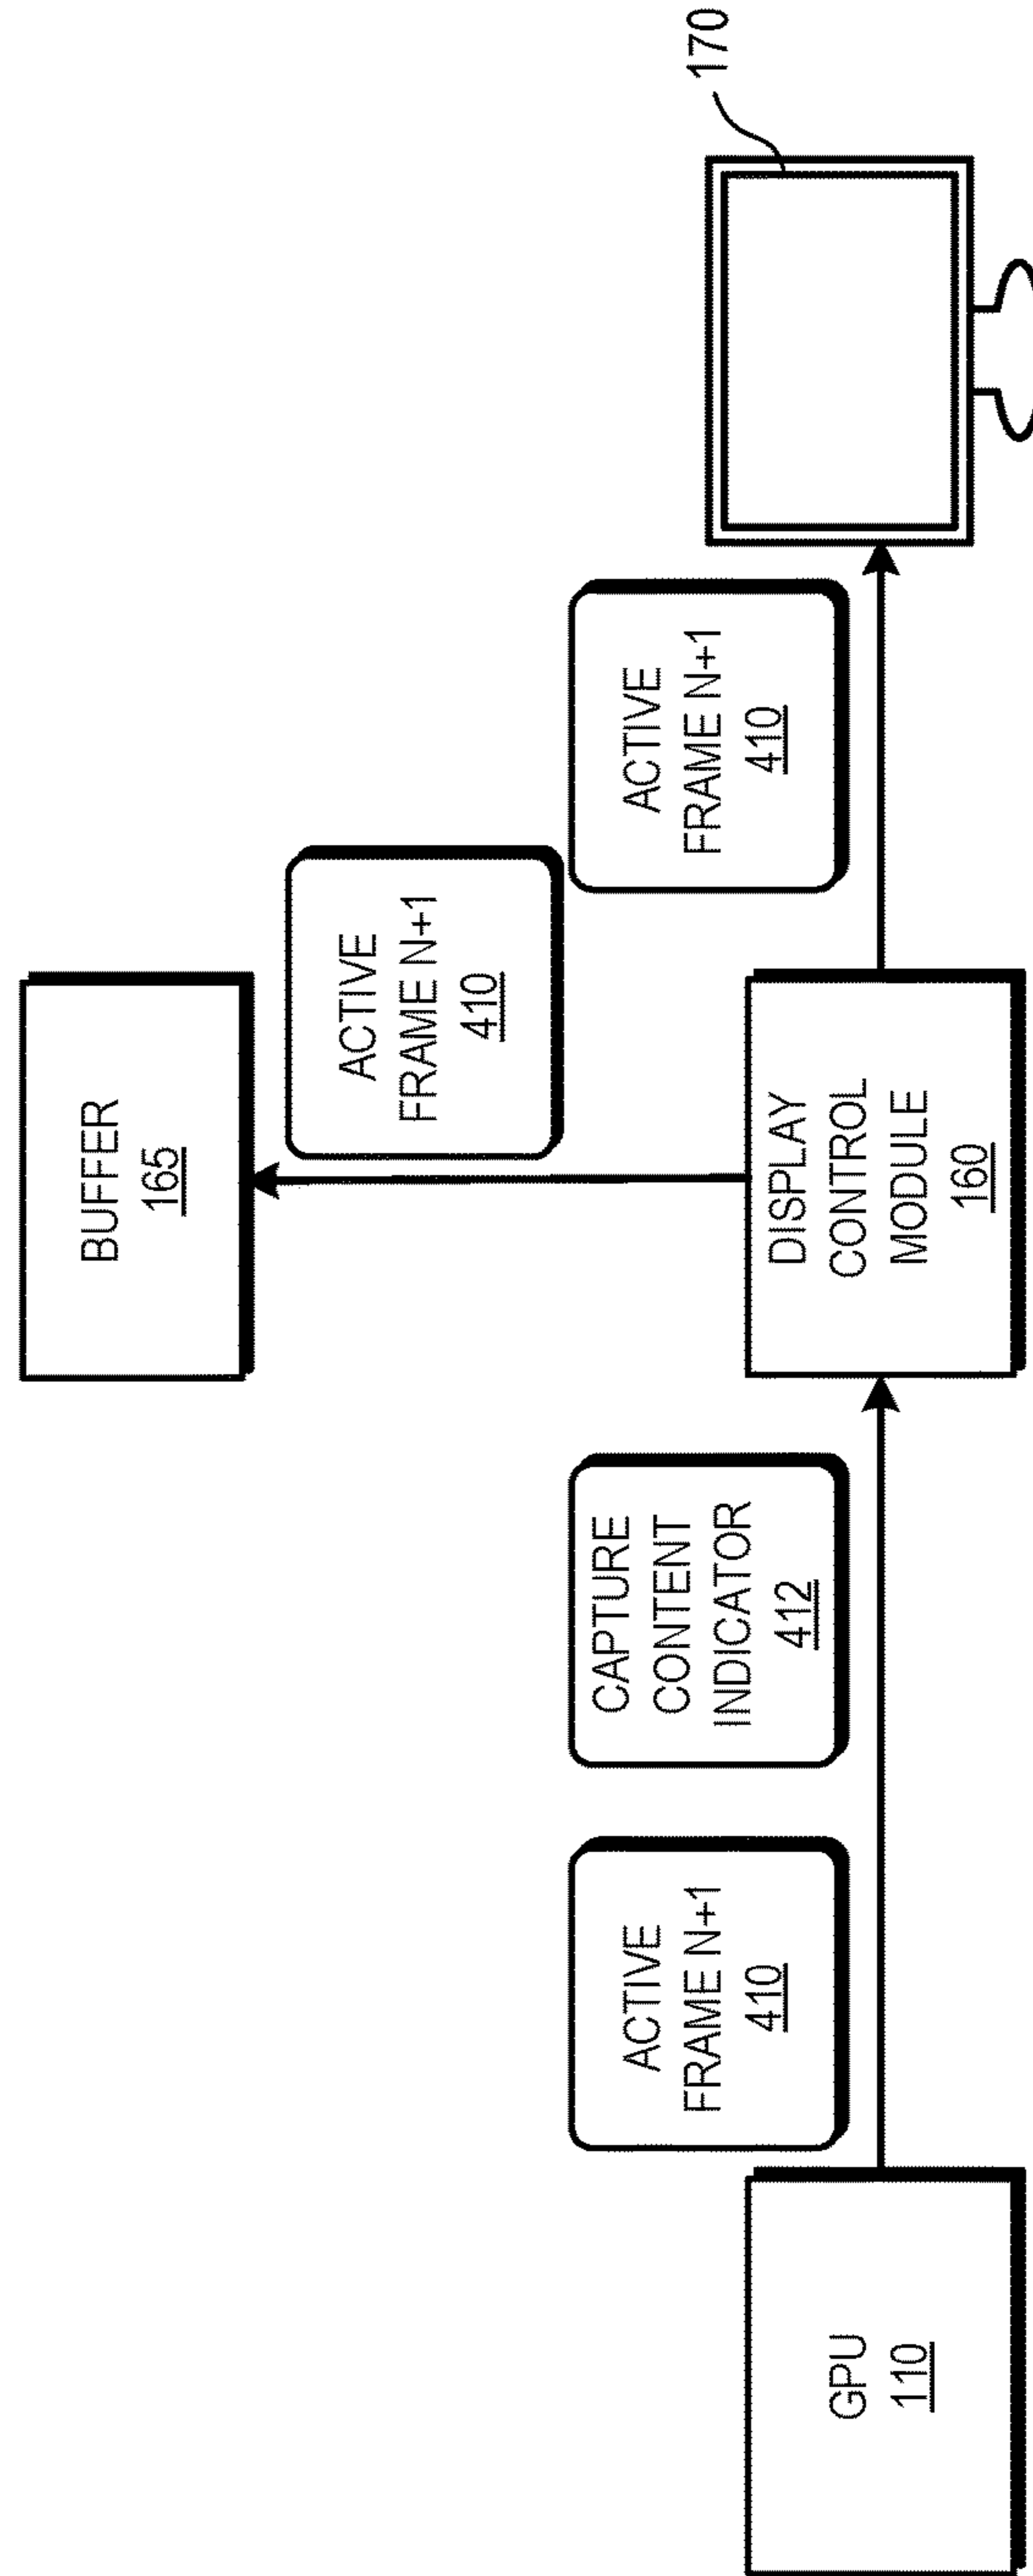 BUFFER
165
ACTIVE
FRAME N+1
410
170
ACTIVE
FRAME N+1
410
CAPTURE
CONTENT
INDICATOR
412
ACTIVE
FRAME N+1
410
GPU
110
DISPLAY
CONTROL
MODULE
160